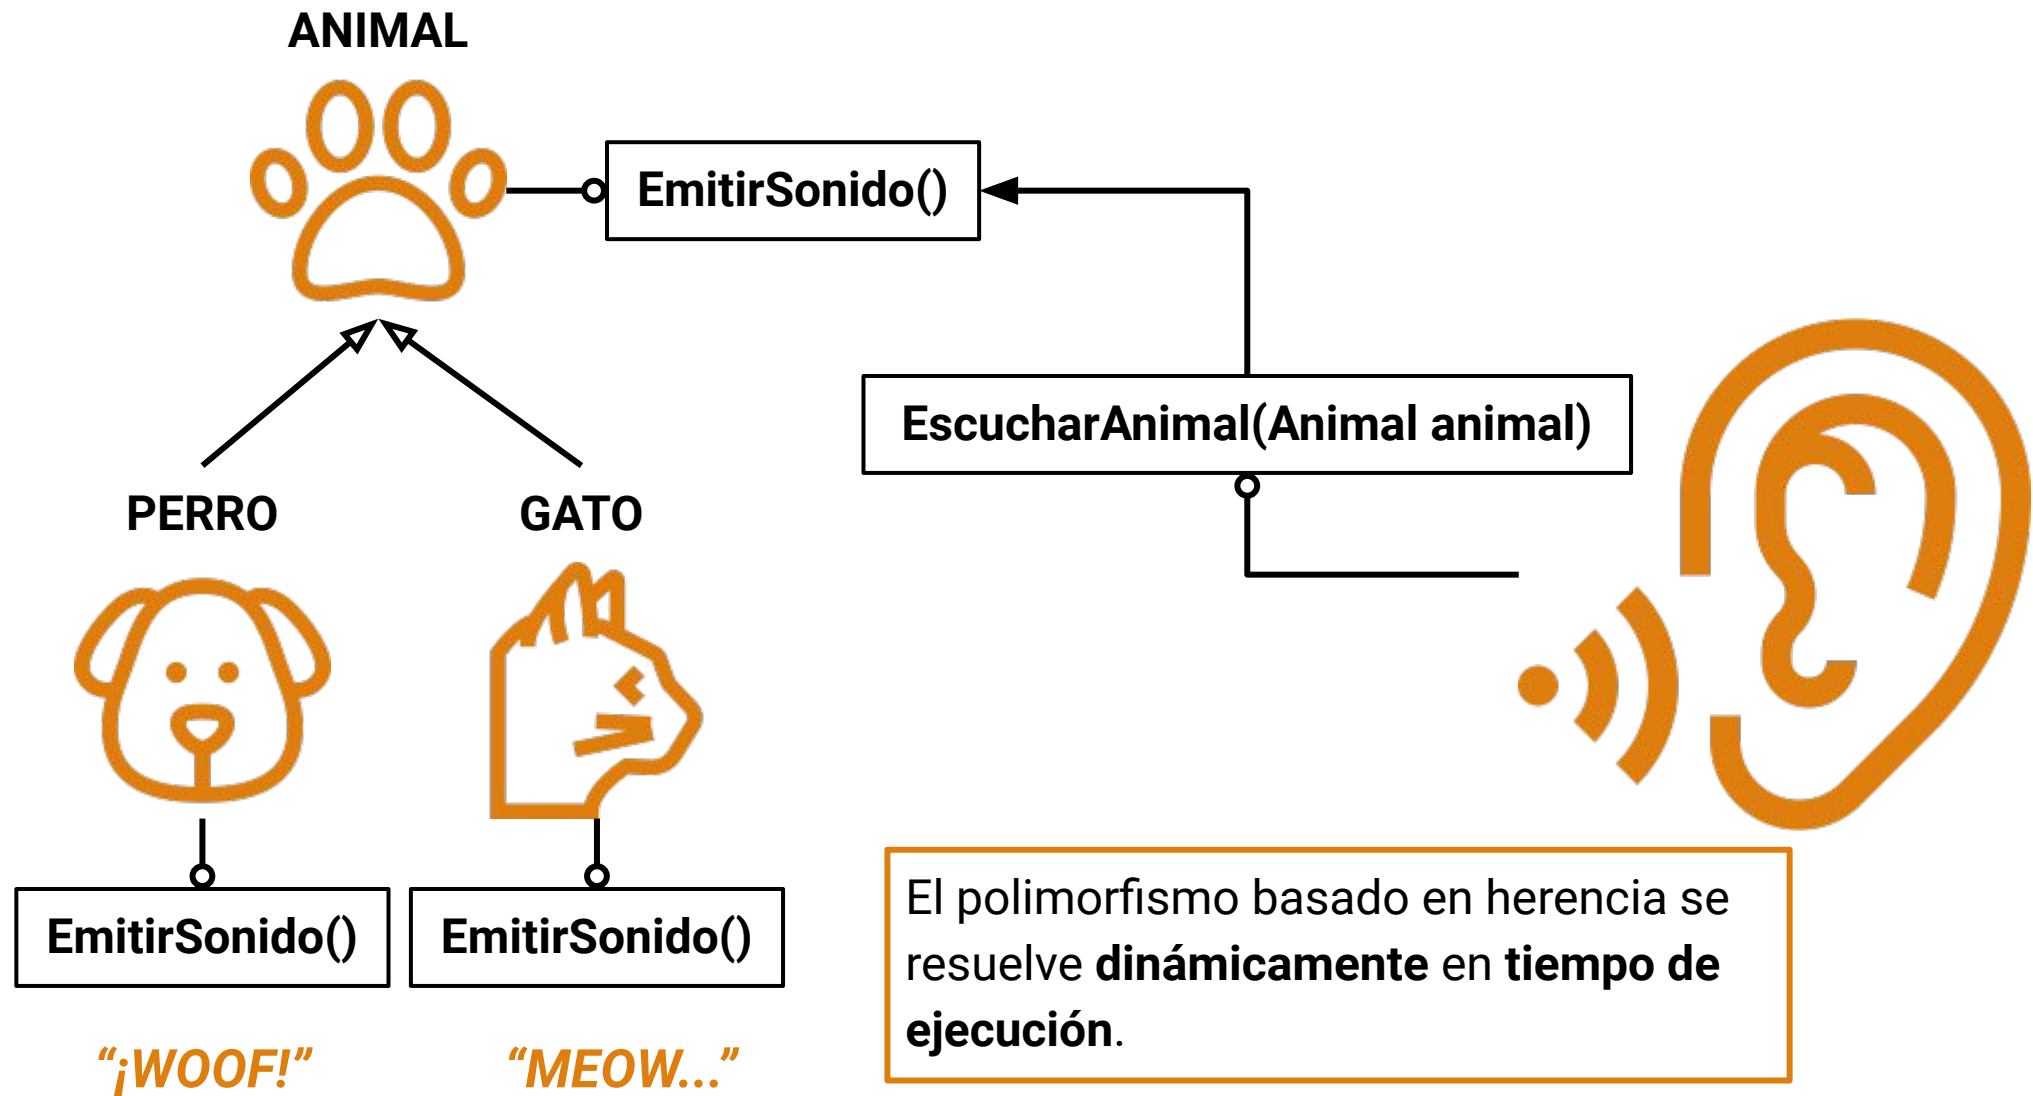 ANIMAL
EmitirSonido()
EscucharAnimal(Animal animal)
PERRO
GATO
EmitirSonido()
EmitirSonido()
“¡WOOF!”
“MEOW...”
El polimorfismo basado en herencia se
resuelve dinámicamente en tiempo de
ejecución.